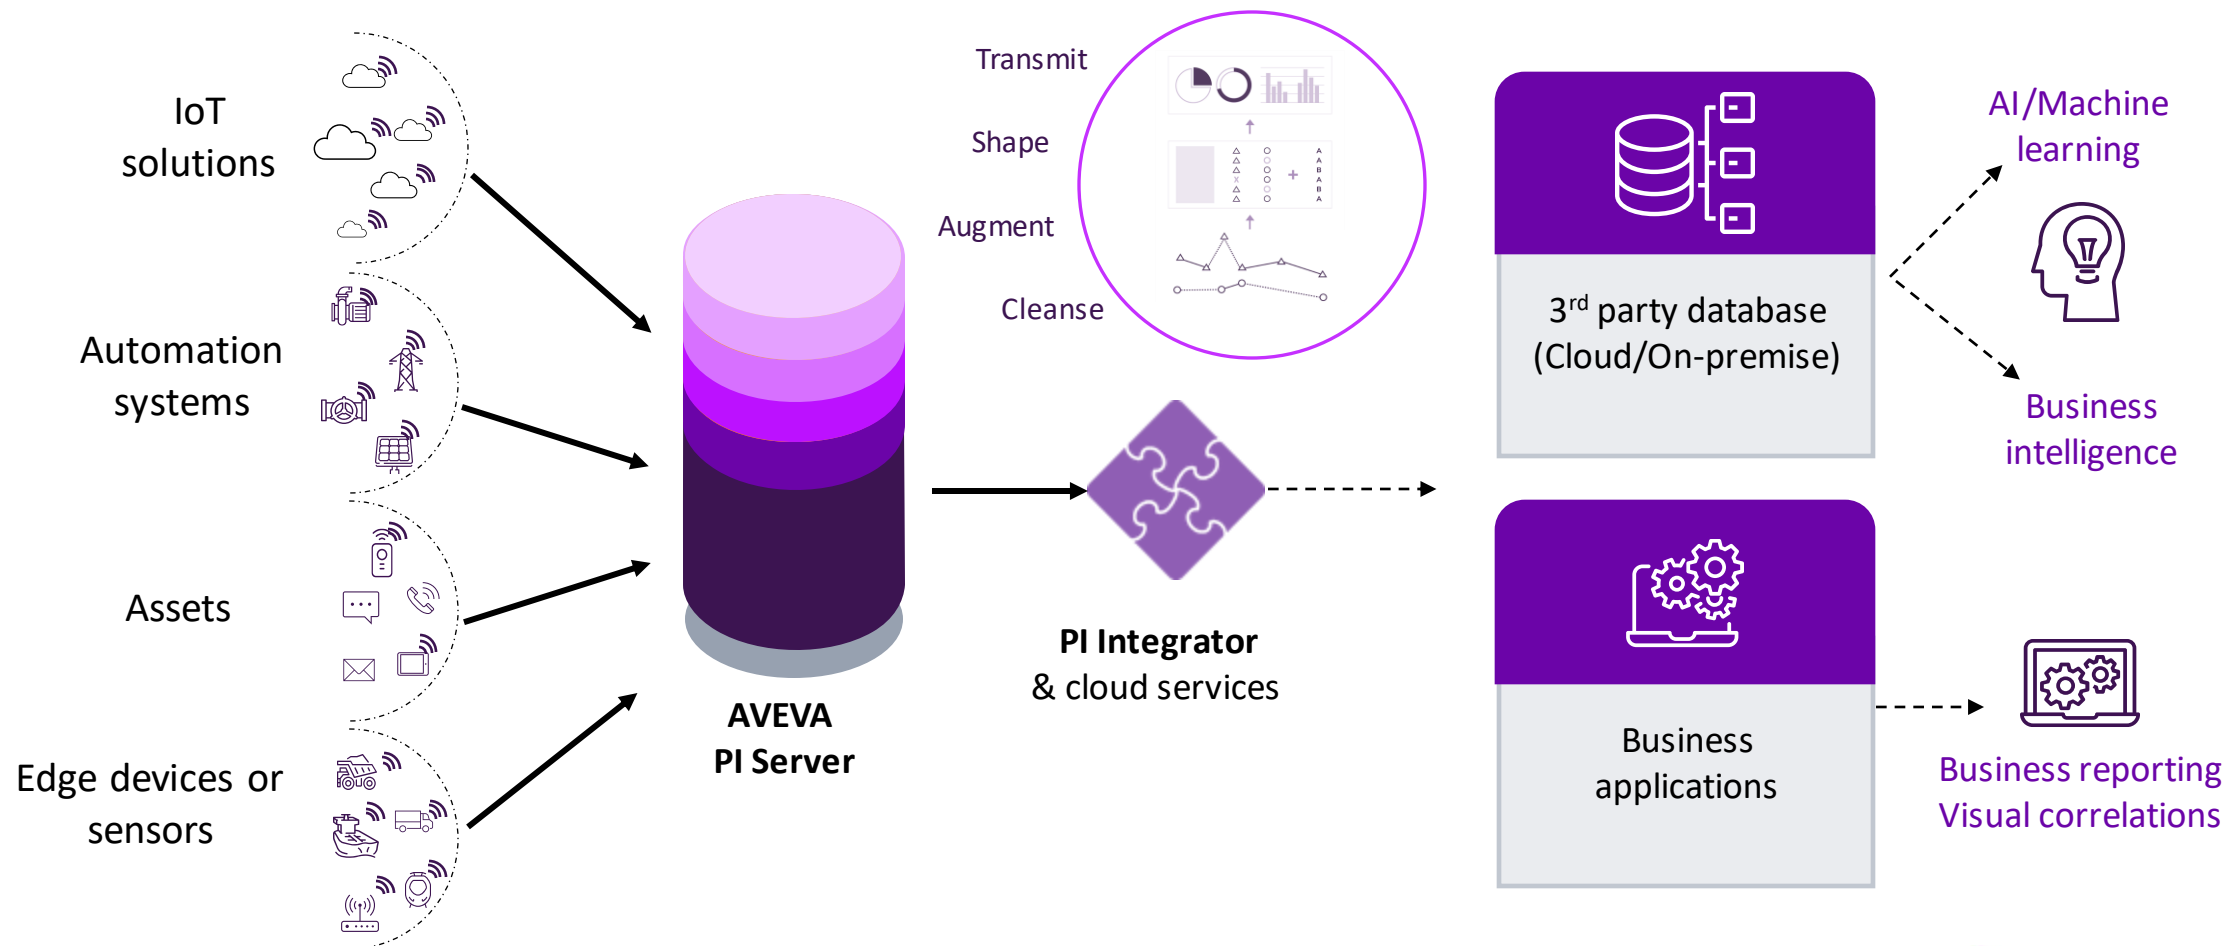 IoT
solutions
Automation
systems
Assets
Edge devices or
sensors
AVEVA
PI Server
Transmit
Shape
Augment
Cleanse
A
A
B
A
B
A
PI Integrator
& cloud services
3rd party database
(Cloud/On-premise)
Business
applications
AI/Machine
learning
Business
intelligence
Business reporting
Visual correlations